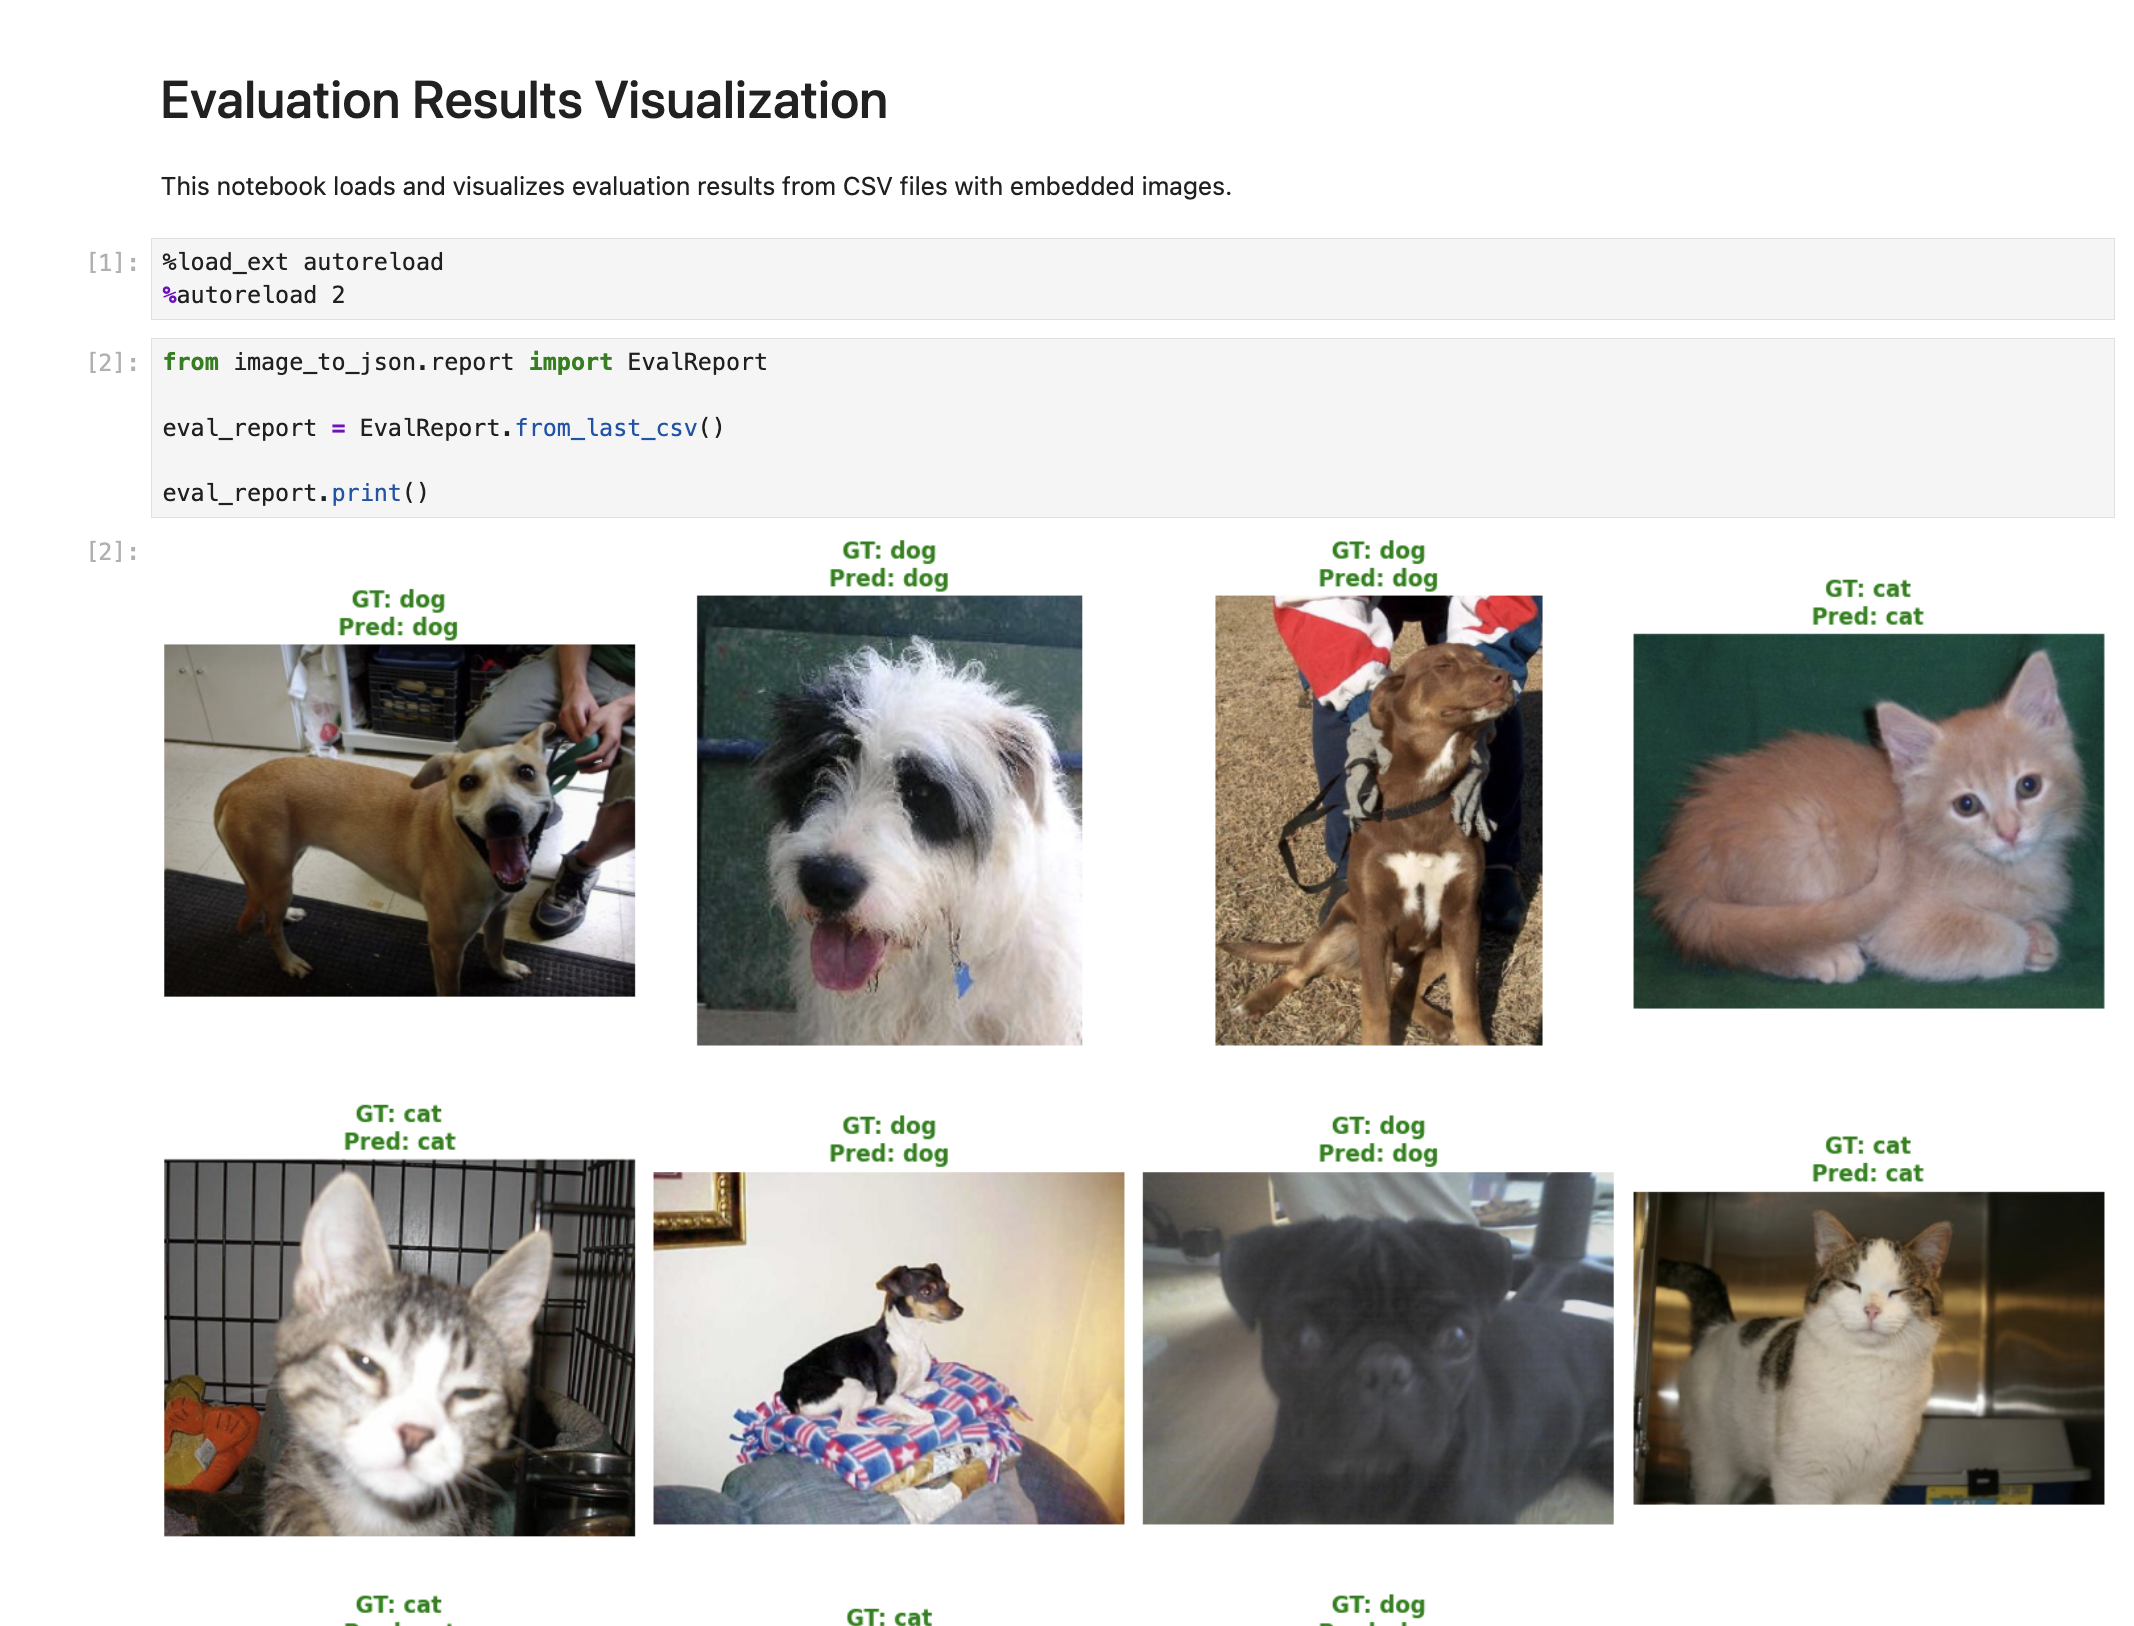 Evaluation Results Visualization
This notebook loads and visualizes evaluation results from CSV files with embedded images.
[1]:
%load_ext autoreload
%autoreload 2
[2]:
from image_to_json.report import EvalReport
eval_report = EvalReport.from_last_csv()
eval_report.print()
[2]:
GT: dog
Pred: dog
GT: dog
Pred: dog
GT: dog
Pred: dog
GT: cat
Pred: cat
GT: cat
Pred: cat
GT: dog
Pred: dog
GT: dog
Pred: dog
GT: cat
Pred: cat
GT: cat
GT: cat
GT: dog